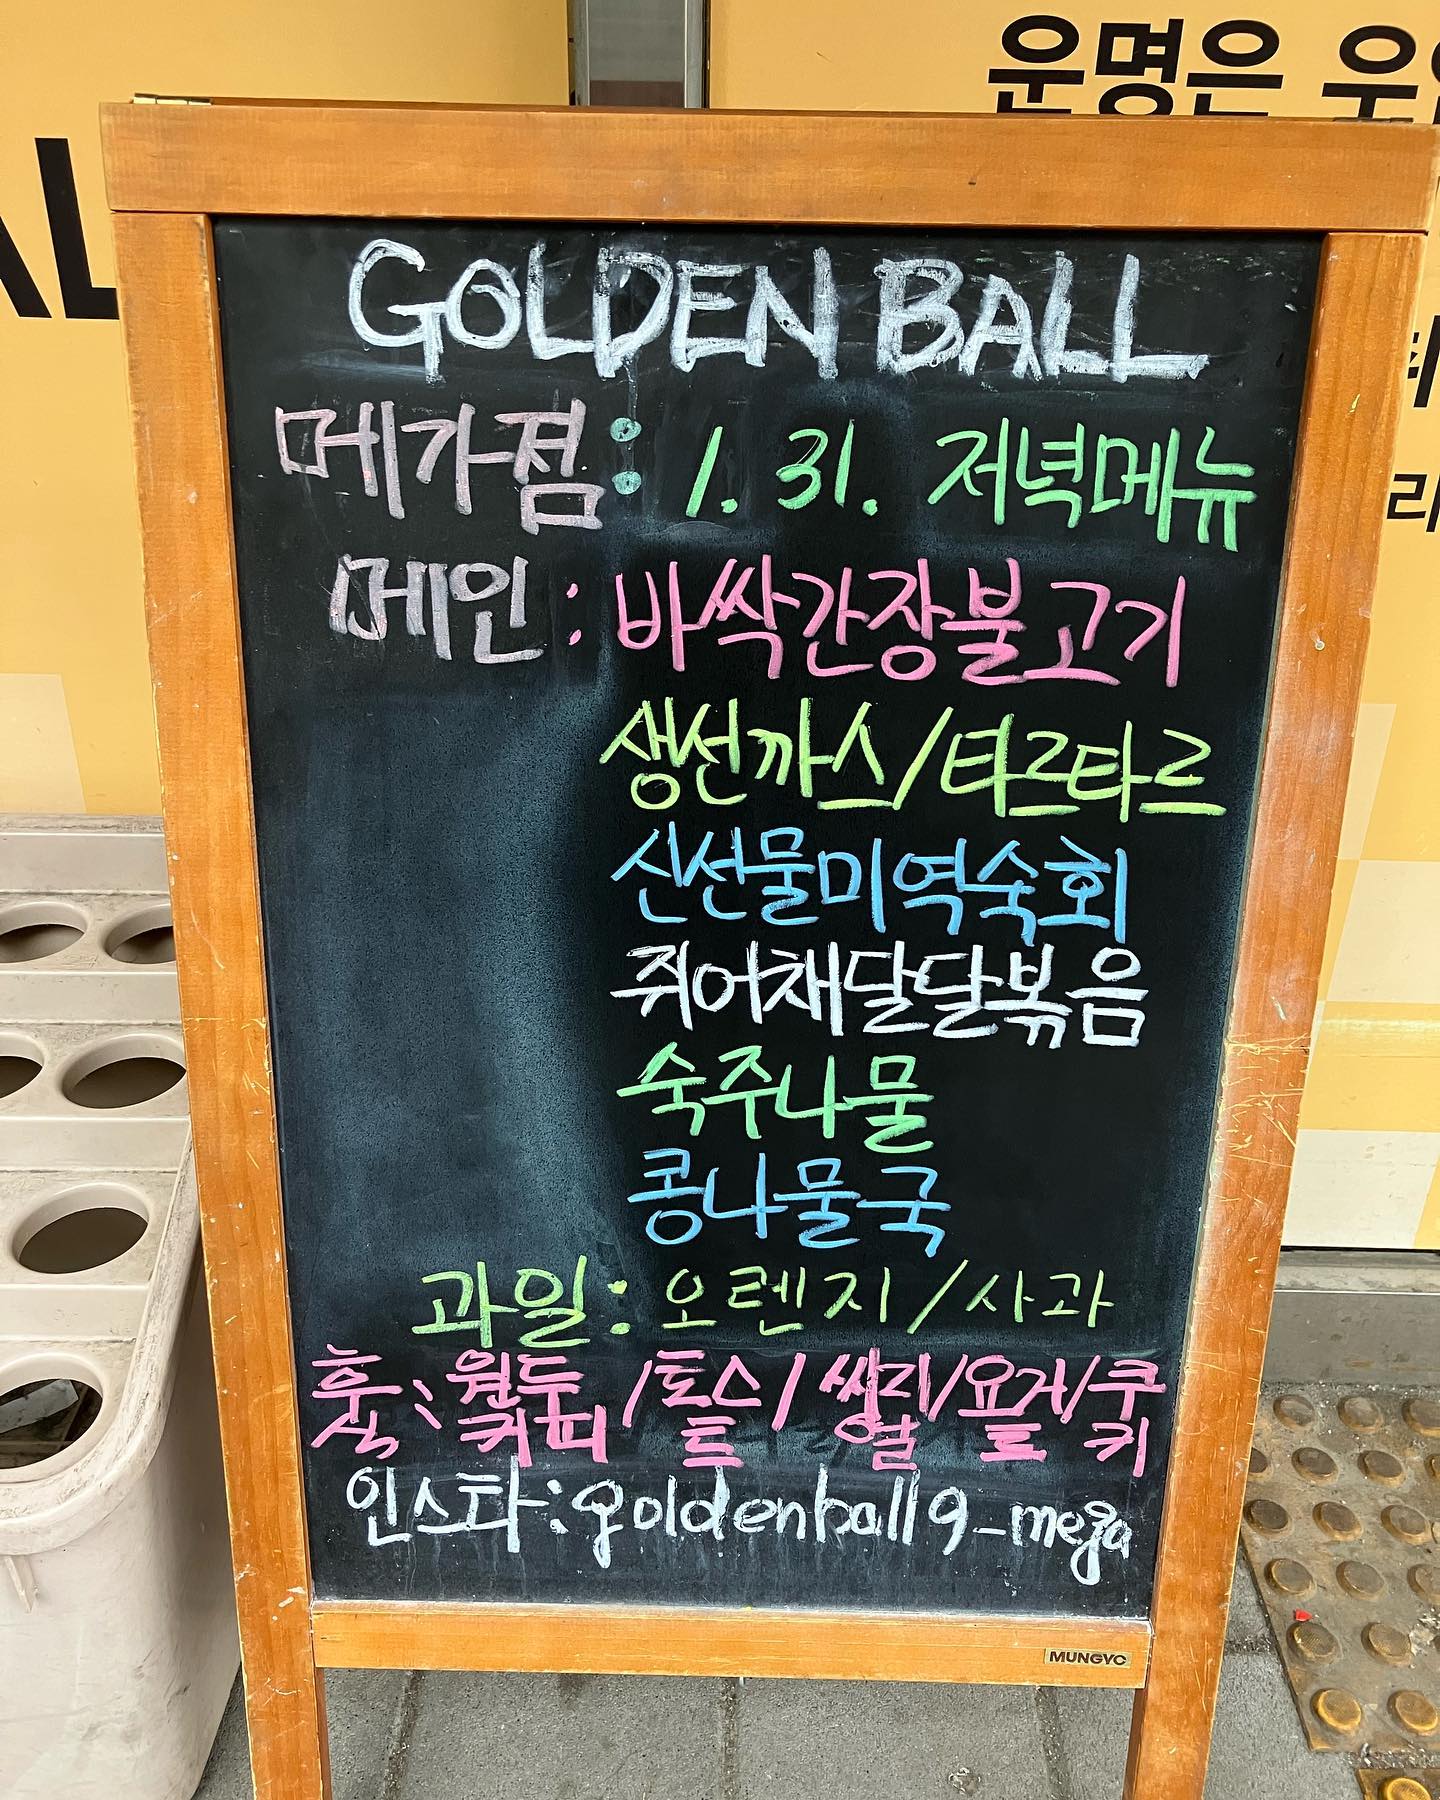 운명은 우
AL
GOLDEN BALL
메가점: 1. 31. 저녁메뉴
메인: 바싹간장불고기
생선까스/타르타르
신선물미역숙회
쥐어채달달볶음
숙주나물
콩나물국
과일: 오렌지/사과
후식: 원두커피/토스트/쌩과일/요거트/쿠키
인스타: goldenball9_mega
MUNGYO